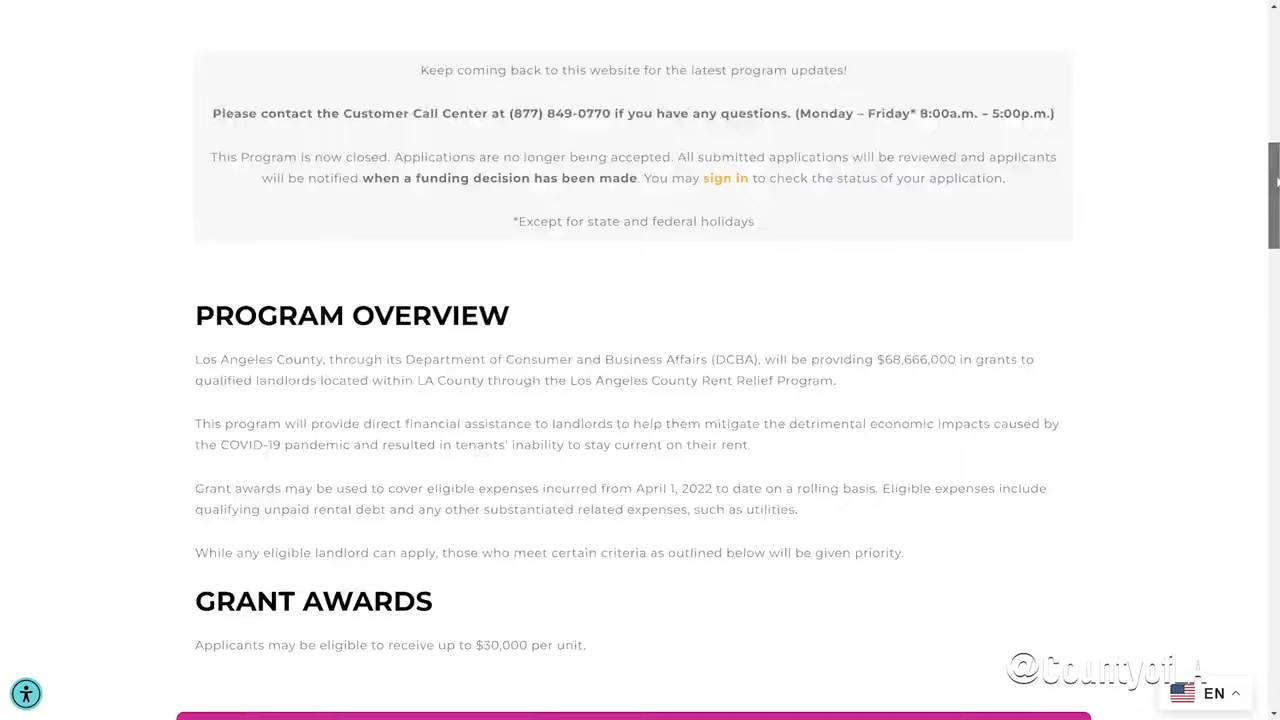 Keep coming back to this website for the latest program updates!
Please contact the Customer Call Center at (877) 849-0770 if you have any questions. (Monday – Friday* 8:00a.m. – 5:00p.m.)
This Program is now closed. Applications are no longer being accepted. All submitted applications will be reviewed and applicants
will be notified when a funding decision has been made. You may sign in to check the status of your application.
*Except for state and federal holidays
PROGRAM OVERVIEW
Los Angeles County, through its Department of Consumer and Business Affairs (DCBA), will be providing $68,666,000 in grants to
qualified landlords located within LA County through the Los Angeles County Rent Relief Program.
This program will provide direct financial assistance to landlords to help them mitigate the detrimental economic impacts caused by
the COVID-19 pandemic and resulted in tenants' inability to stay current on their rent.
Grant awards may be used to cover eligible expenses incurred from April 1, 2022 to date on a rolling basis. Eligible expenses include
qualifying unpaid rental debt and any other substantiated related expenses, such as utilities.
While any eligible landlord can apply, those who meet certain criteria as outlined below will be given priority.
GRANT AWARDS
Applicants may be eligible to receive up to $30,000 per unit.
EN